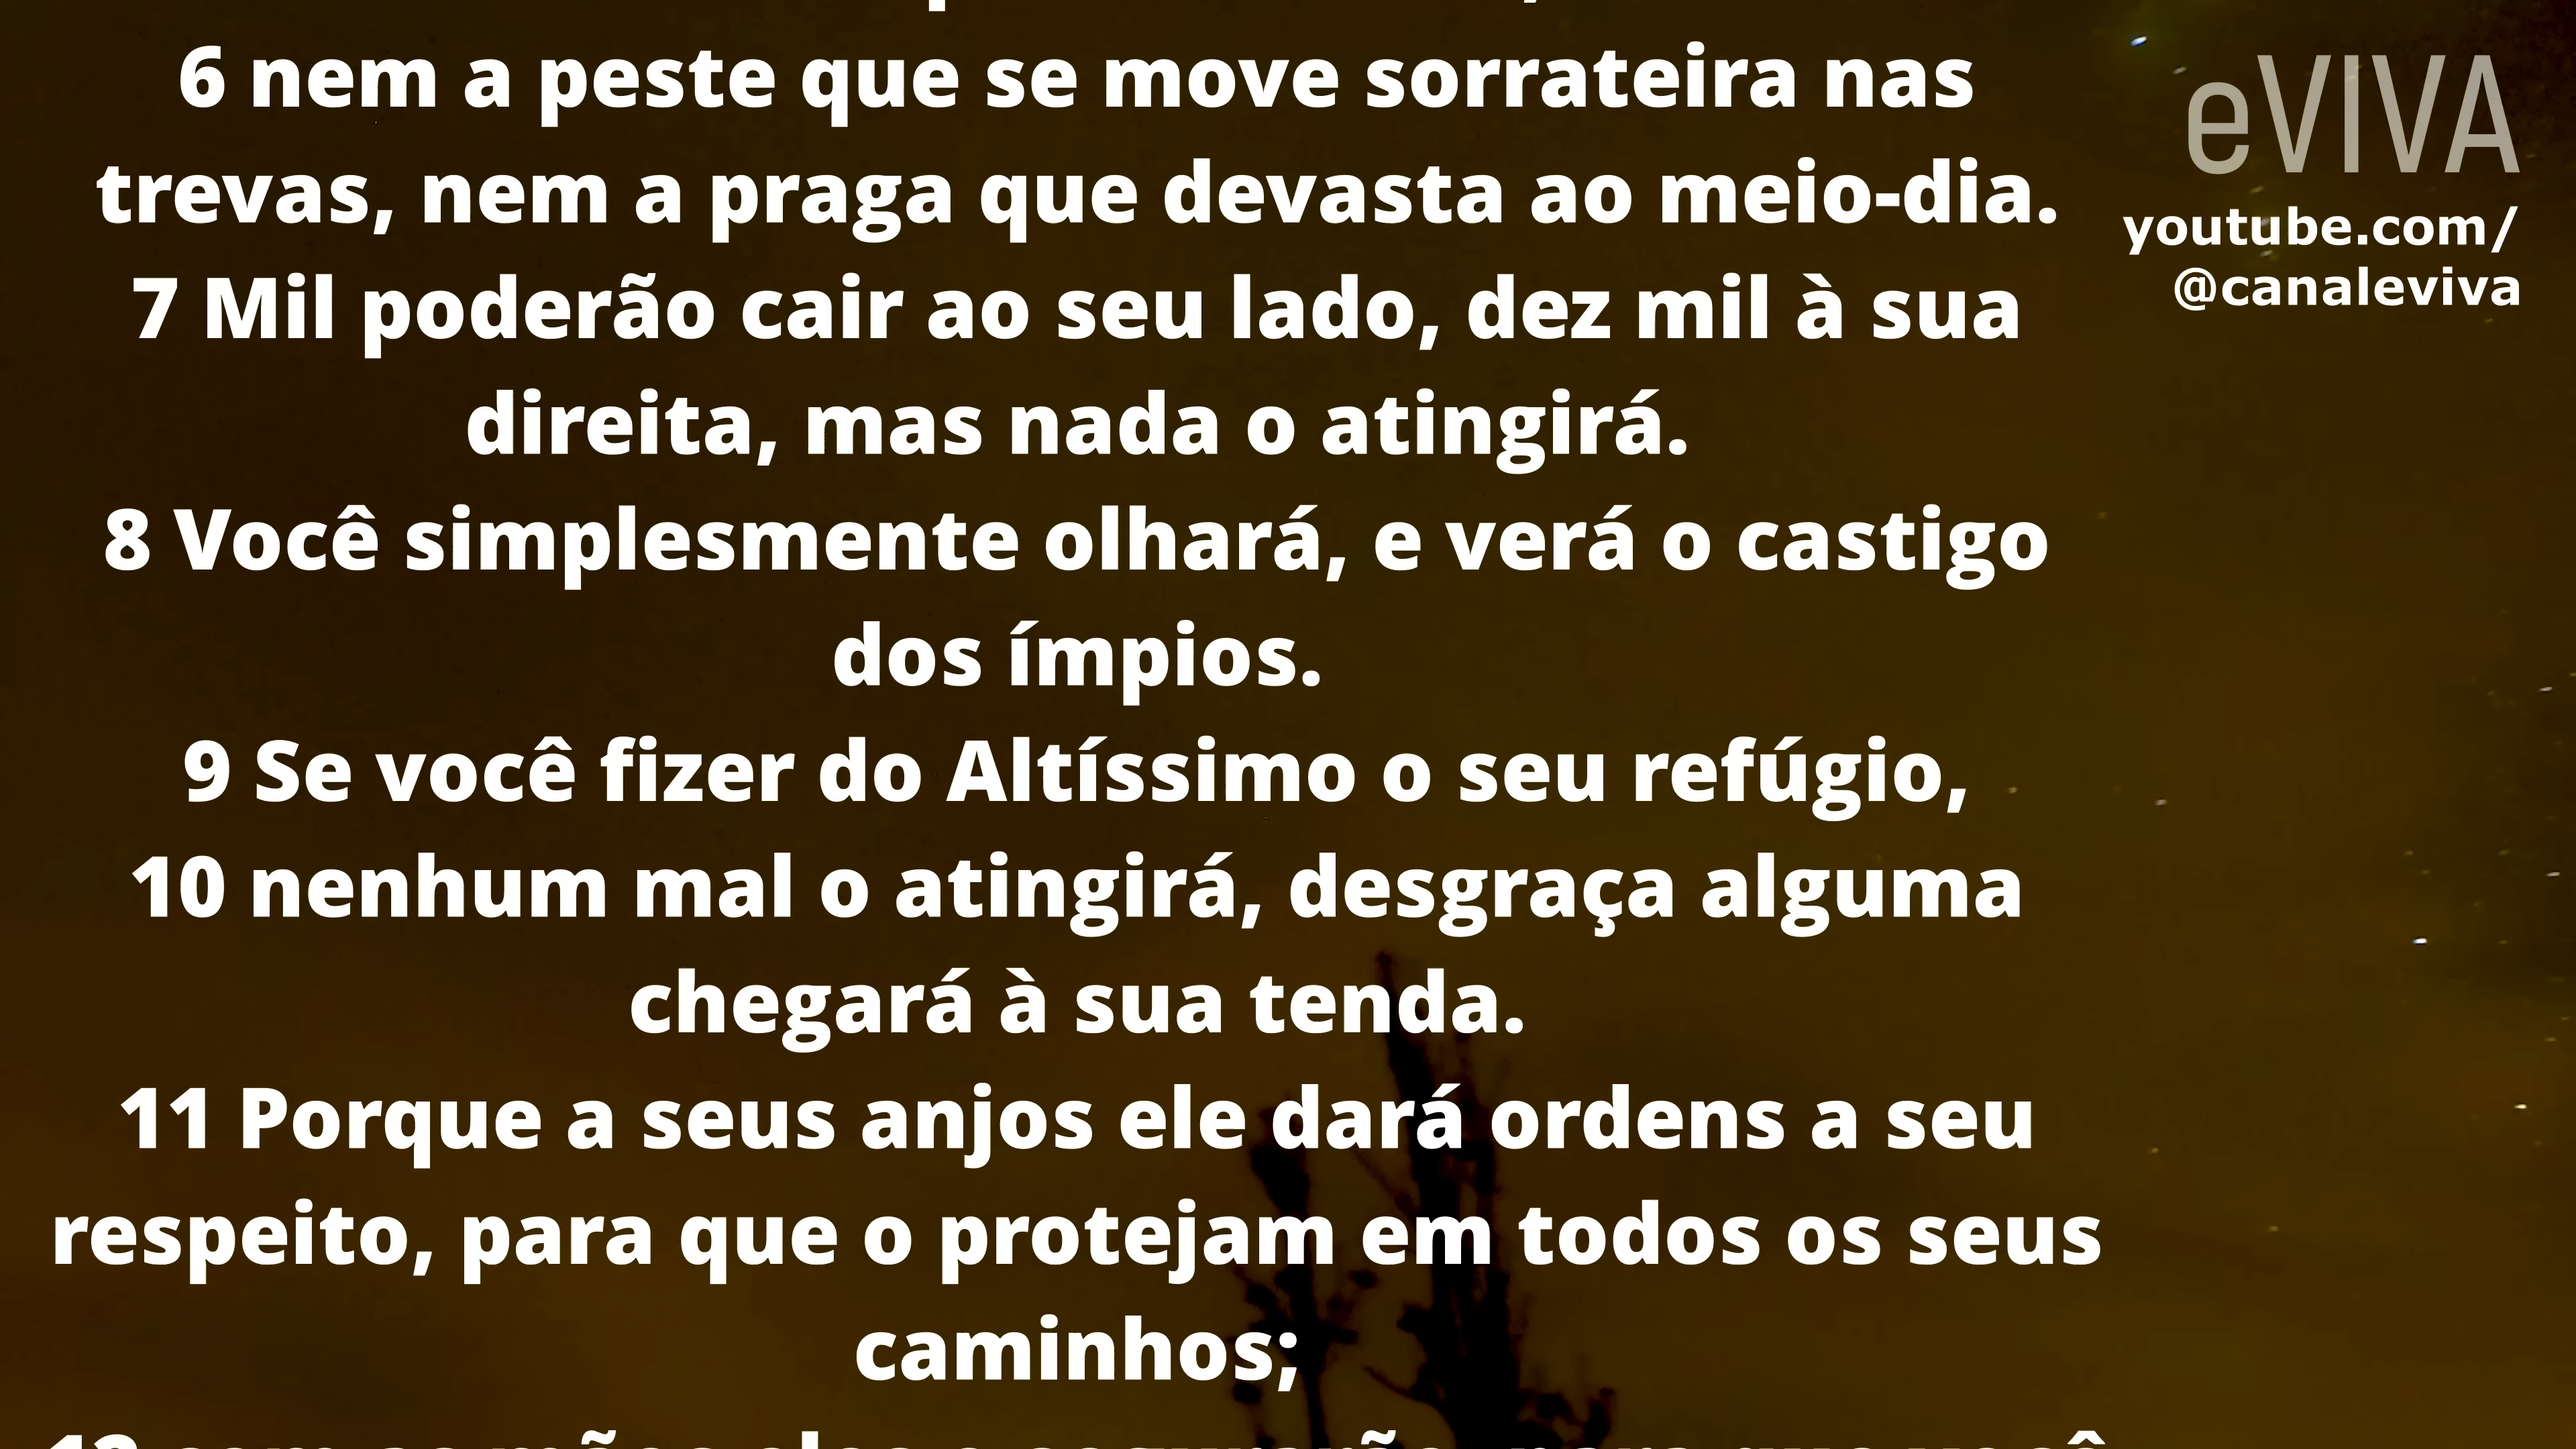 6 nem a peste que se move sorrateira nas
trevas, nem a praga que devasta ao meio-dia.
7 Mil poderão cair ao seu lado, dez mil à sua
direita, mas nada o atingirá.
8 Você simplesmente olhará, e verá o castigo
dos ímpios.
9 Se você fizer do Altíssimo o seu refúgio,
10 nenhum mal o atingirá, desgraça alguma
chegará à sua tenda.
11 Porque a seus anjos ele dará ordens a seu
respeito, para que o protejam em todos os seus
caminhos;
eVIVA
youtube.com/
@canaleviva